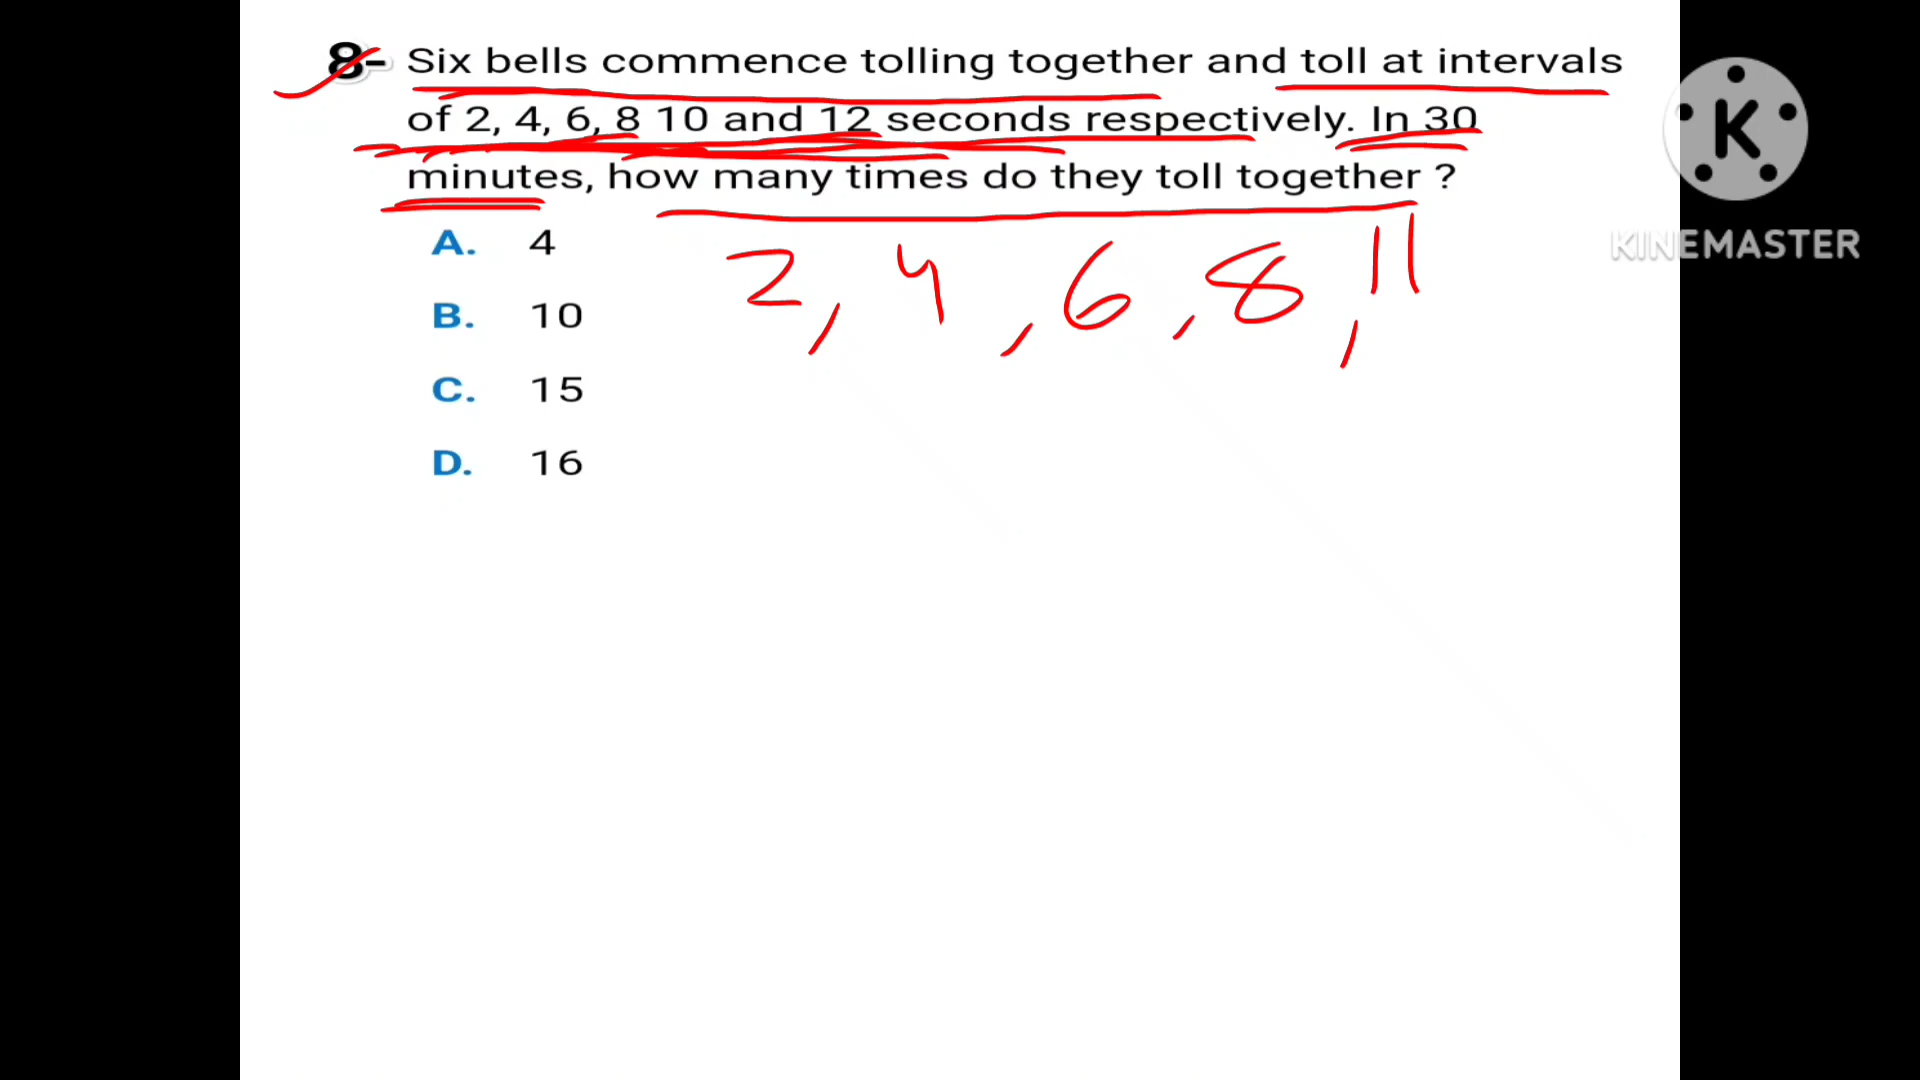 8- Six bells commence tolling together and toll at intervals
of 2, 4, 6, 8 10 and 12 seconds respectively. In 30
minutes, how many times do they toll together ?
A. 4
B. 10
C. 15
D. 16
2, 4, 6, 8, 11
K
KINEMASTER